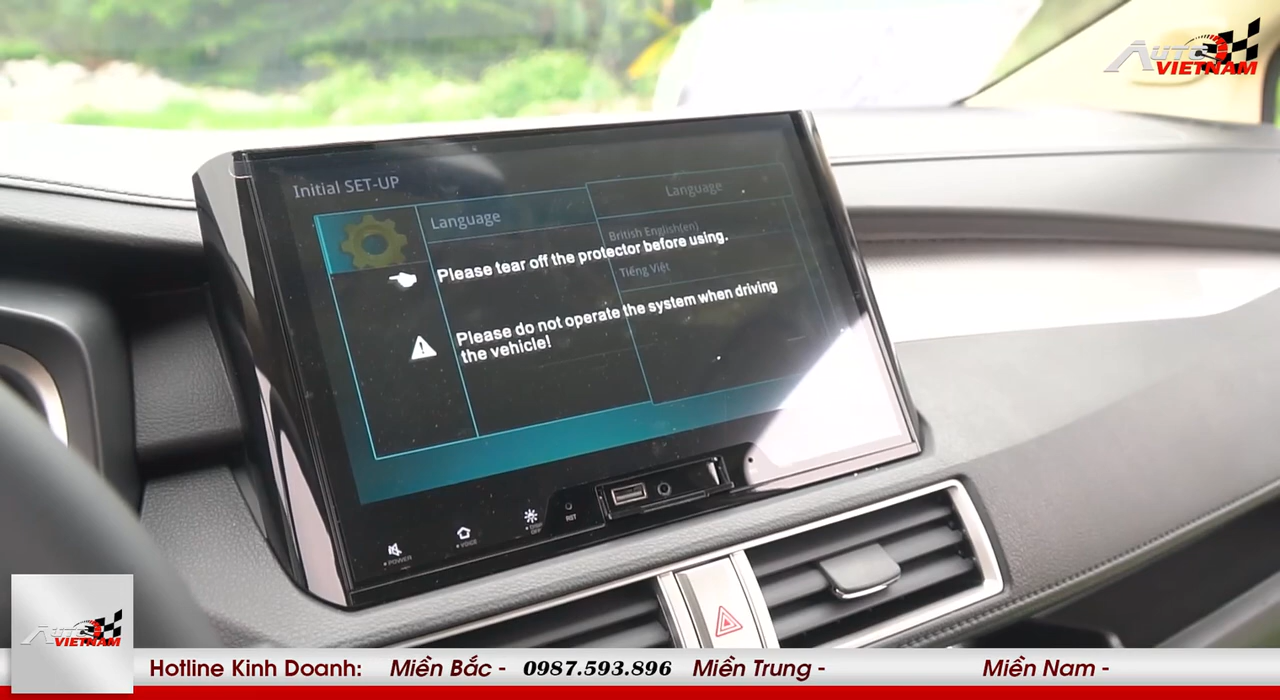 AUTO
VIETNAM
Initial SET-UP
Language
Language
British English(en)
Please tear off the protector before using.
Tiếng Việt
Please do not operate the system when driving
the vehicle!
POWER
VOICE
RST
AUTO
VIETNAM
Hotline Kinh Doanh: Miền Bắc - 0987.593.896 Miền Trung - Miền Nam -